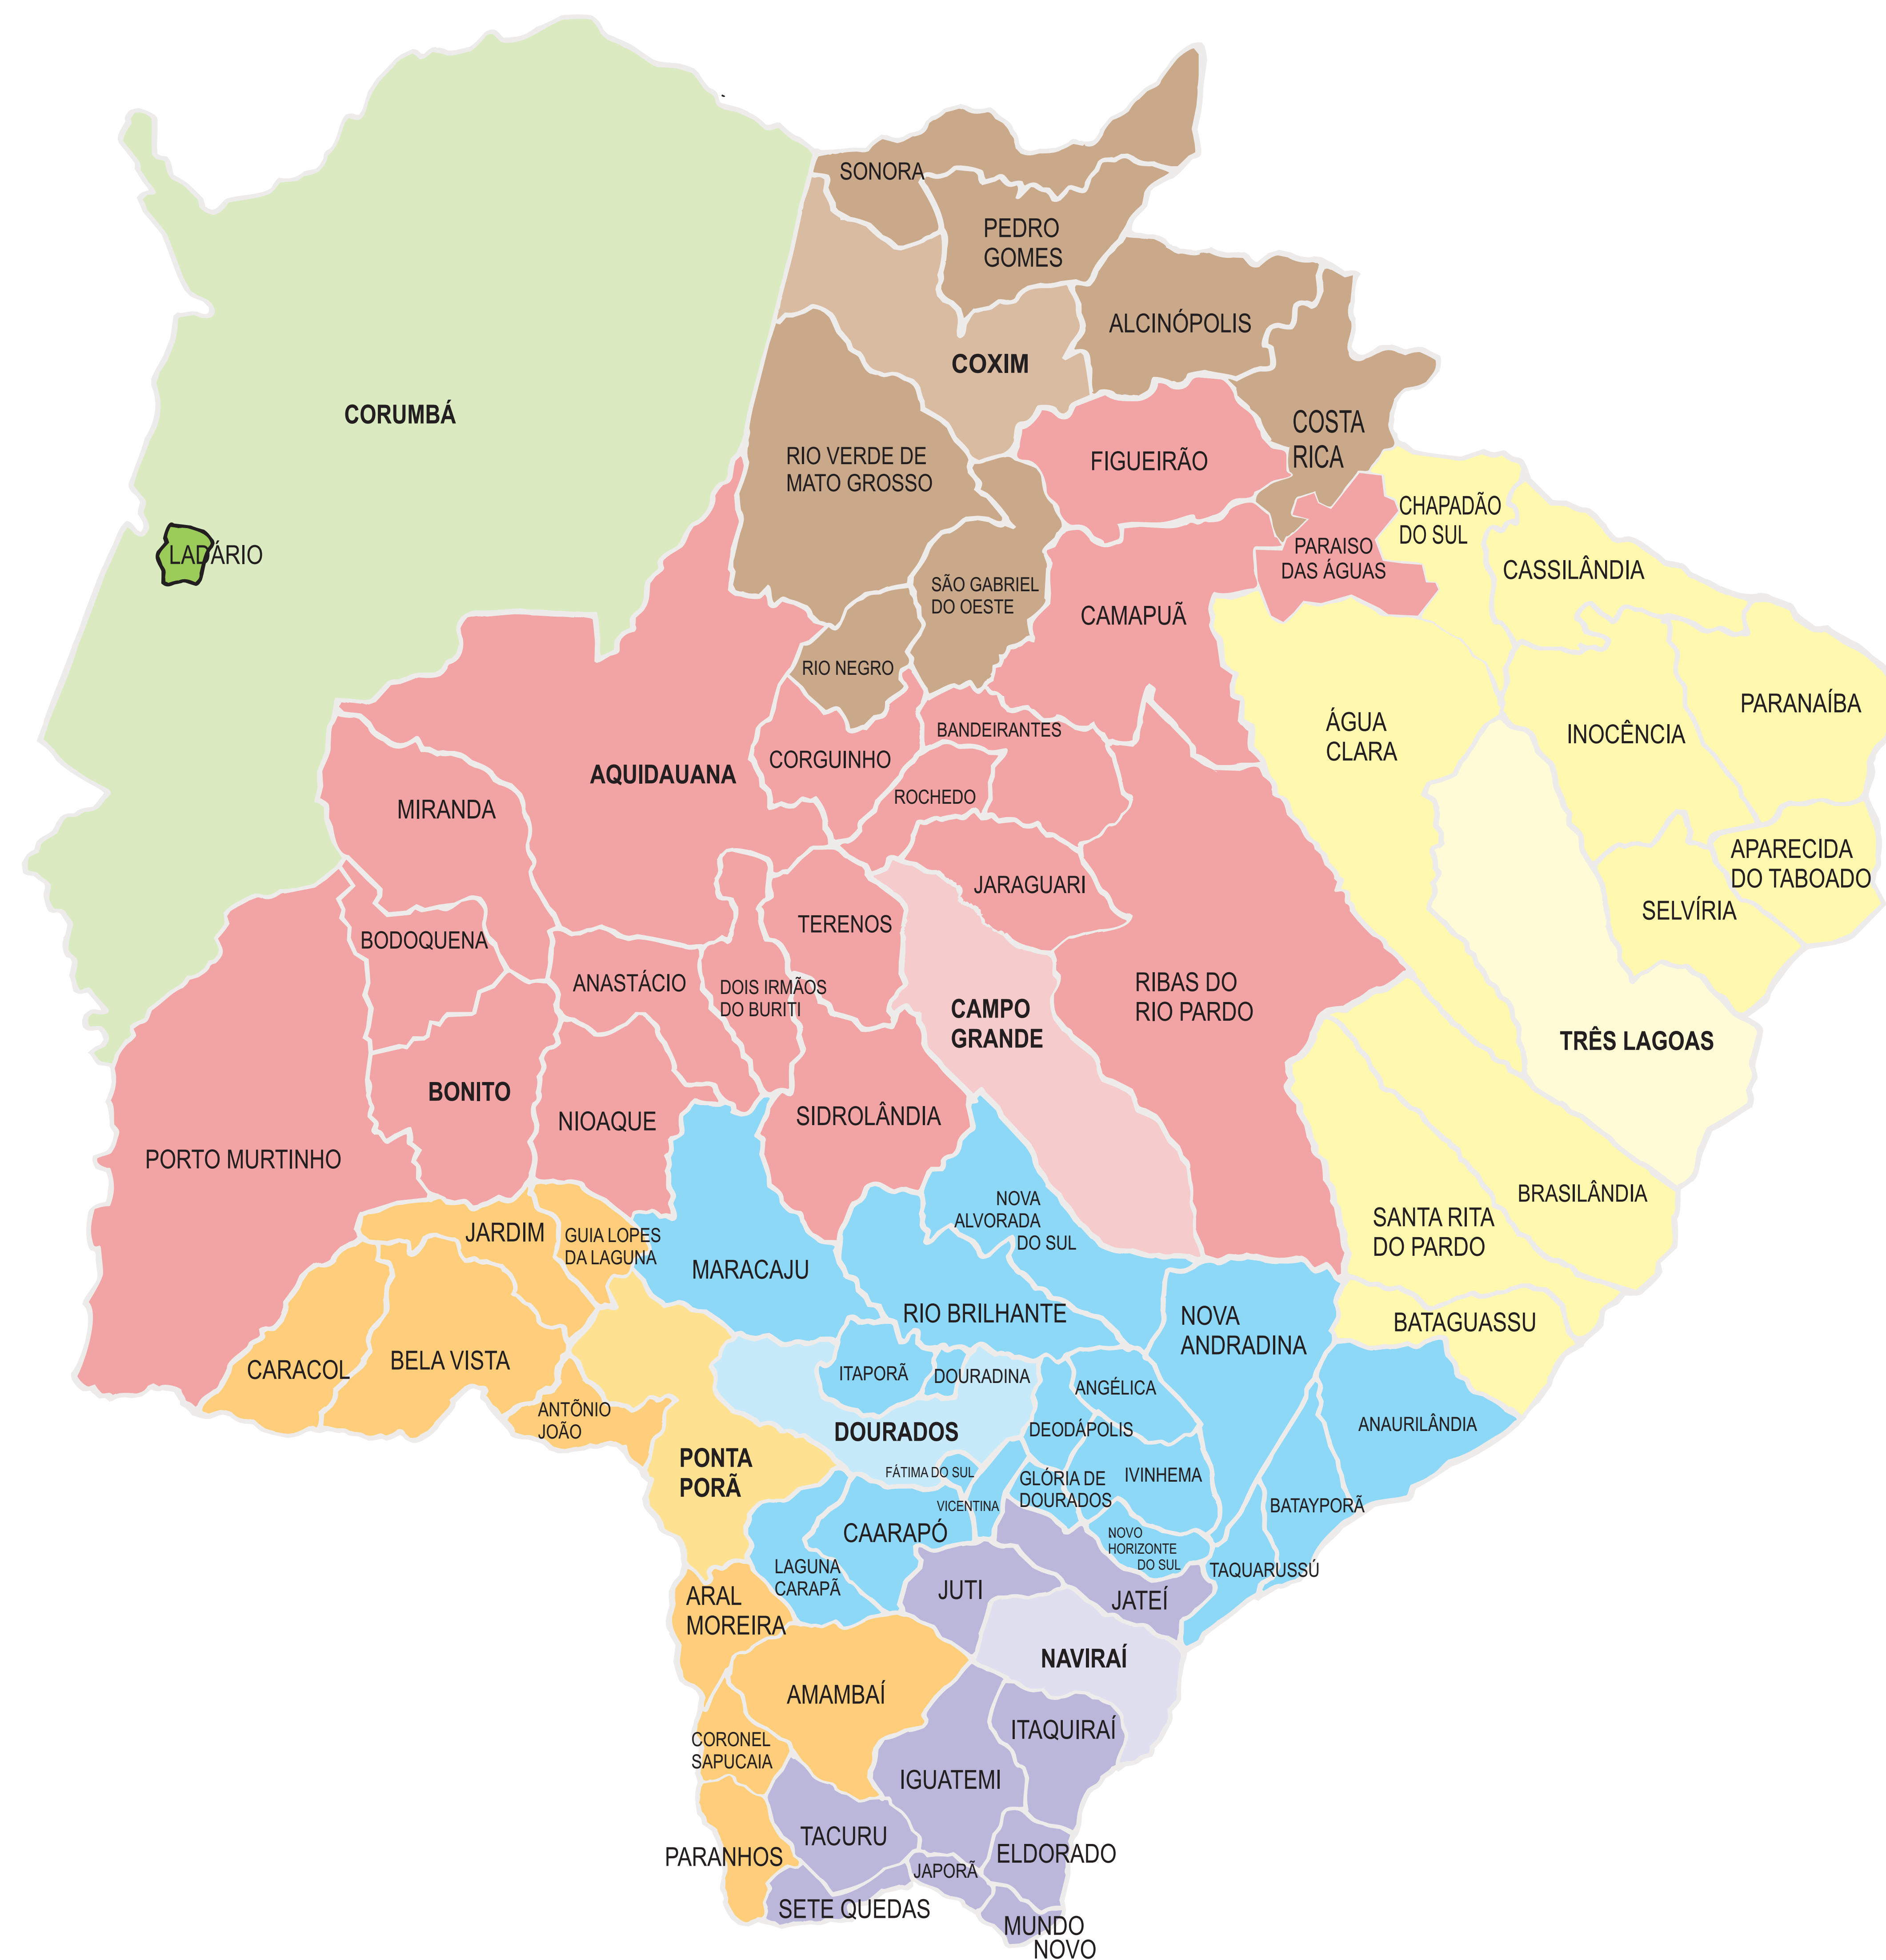 SONORA
PEDRO
GOMES
ALCINÓPOLIS
COXIM
CORUMBÁ
COSTA
RICA
RIO VERDE DE
MATO GROSSO
FIGUEIRÃO
CHAPADÃO
DO SUL
LADÁRIO
PARAISO
DAS ÁGUAS
CASSILÂNDIA
SÃO GABRIEL
DO OESTE
CAMAPUÃ
RIO NEGRO
PARANAÍBA
ÁGUA
CLARA
INOCÊNCIA
BANDEIRANTES
CORGUINHO
AQUIDAUANA
ROCHEDO
MIRANDA
APARECIDA
DO TABOADO
JARAGUARI
SELVÍRIA
TERENOS
BODOQUENA
ANASTÁCIO
DOIS IRMÃOS
DO BURITI
RIBAS DO
RIO PARDO
CAMPO
GRANDE
TRÊS LAGOAS
BONITO
NIOAQUE
SIDROLÂNDIA
PORTO MURTINHO
BRASILÂNDIA
NOVA
ALVORADA
DO SUL
SANTA RITA
DO PARDO
JARDIM
GUIA LOPES
DA LAGUNA
MARACAJU
RIO BRILHANTE
NOVA
ANDRADINA
BATAGUASSU
BELA VISTA
CARACOL
ITAPORÃ
DOURADINA
ANGÉLICA
ANTÕNIO
JOÃO
DOURADOS
DEODÁPOLIS
ANAURILÂNDIA
PONTA
PORÃ
FÁTIMA DO SUL
GLÓRIA DE
DOURADOS
IVINHEMA
VICENTINA
BATAYPORÃ
CAARAPÓ
NOVO
HORIZONTE
DO SUL
LAGUNA
CARAPÃ
TAQUARUSSÚ
JUTI
JATEÍ
ARAL
MOREIRA
NAVIRAÍ
AMAMBAÍ
ITAQUIRAÍ
CORONEL
SAPUCAIA
IGUATEMI
TACURU
PARANHOS
ELDORADO
JAPORÃ
SETE QUEDAS
MUNDO
NOVO